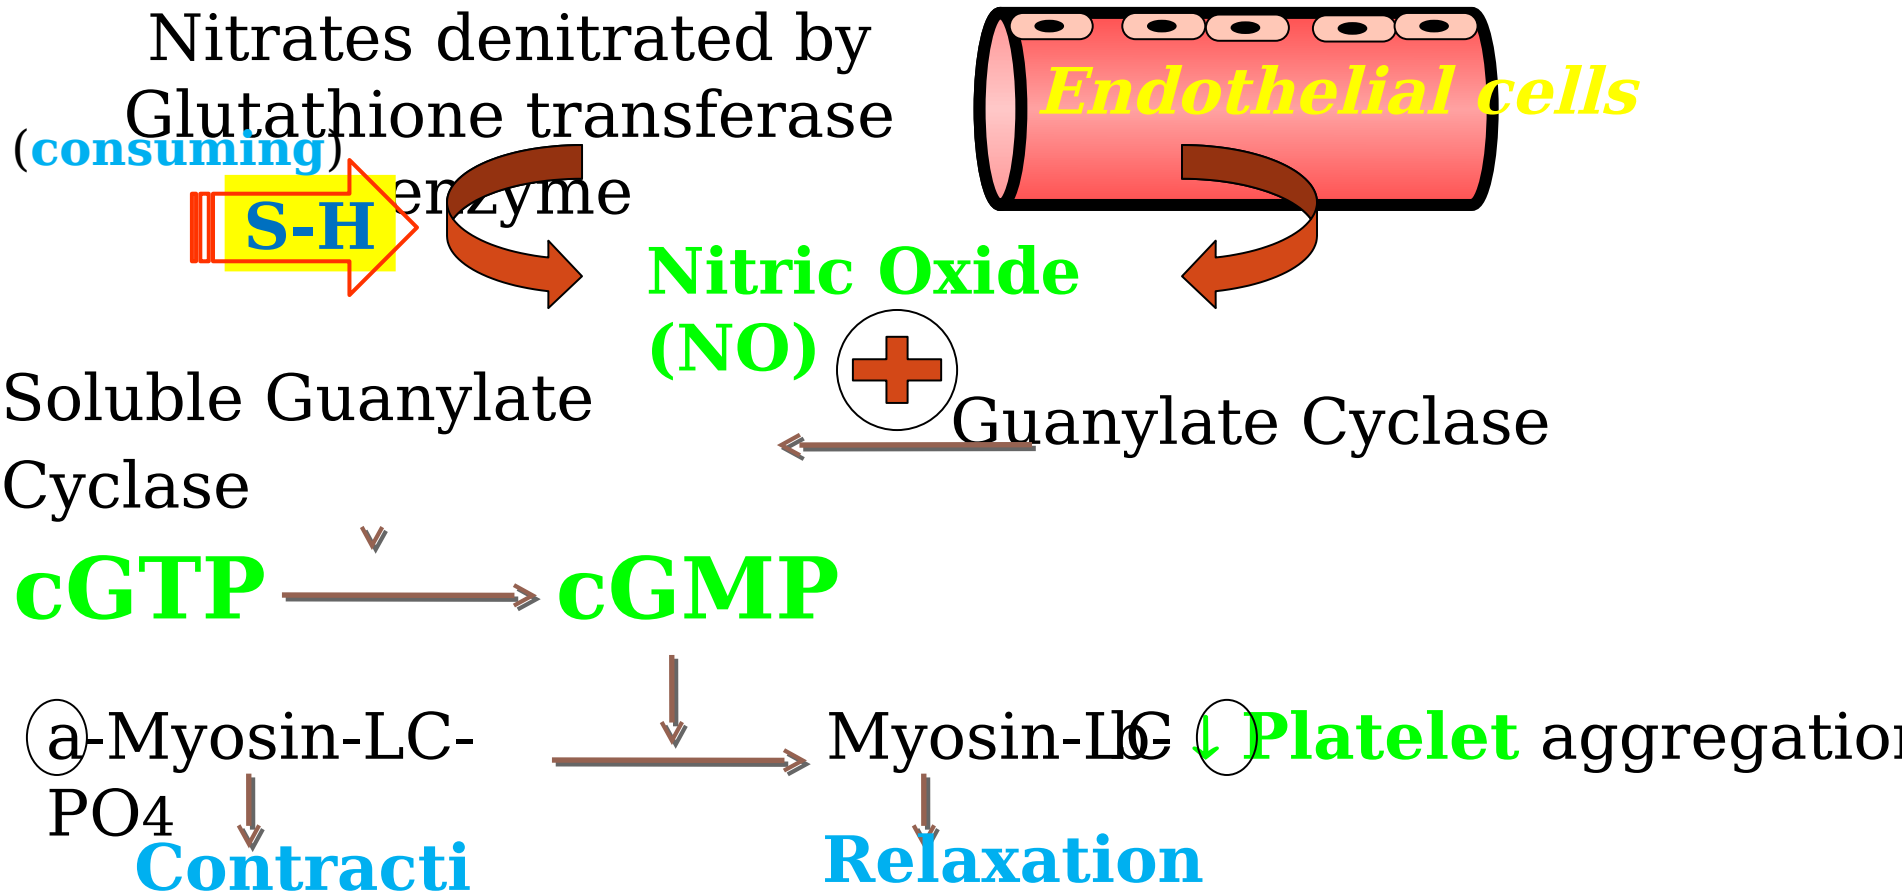 Nitrates denitrated by
Glutathione transferase
enzyme
(consuming)
S-H
Endothelial cells
Nitric Oxide
(NO)
Soluble Guanylate
Cyclase
Guanylate Cyclase
cGTP
cGMP
a-Myosin-LC-
PO4
Myosin-LC
b- ↓ Platelet aggregation
Contracti
Relaxation